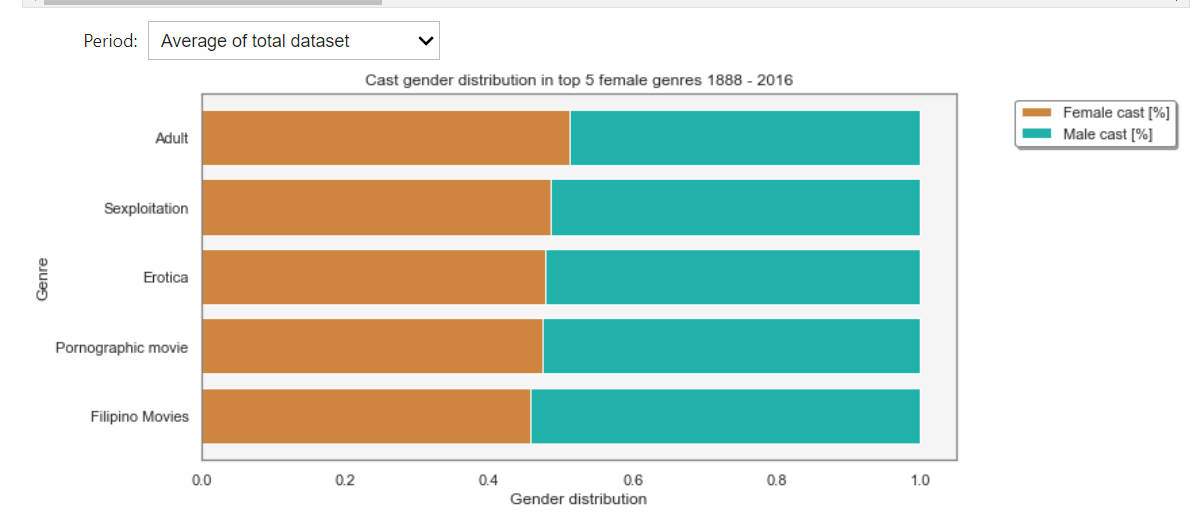 Period: Average of total dataset
Cast gender distribution in top 5 female genres 1888 - 2016
Female cast [%]
Male cast [%]
Genre
Adult
Sexploitation
Erotica
Pornographic movie
Filipino Movies
0.0 0.2 0.4 0.6 0.8 1.0
Gender distribution